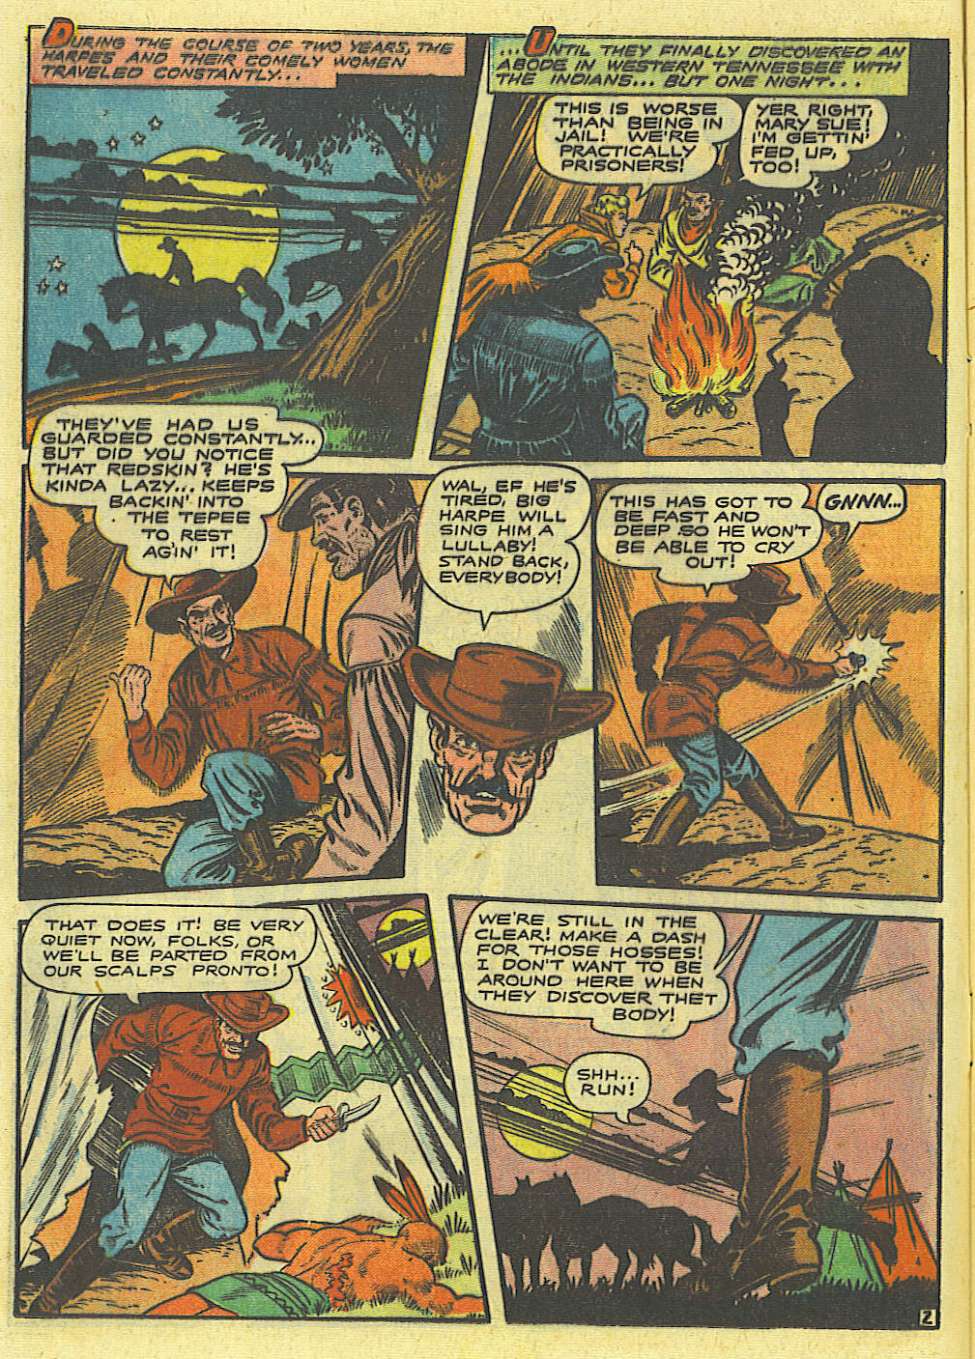 DURING THE COURSE OF TWO YEARS, THE
HARPES AND THEIR COMELY WOMEN
TRAVELED CONSTANTLY...
...UNTIL THEY FINALLY DISCOVERED AN
ABODE IN WESTERN TENNESSEE WITH
THE INDIANS... BUT ONE NIGHT...
THIS IS WORSE
THAN BEING IN
JAIL! WE'RE
PRACTICALLY
PRISONERS!
YER RIGHT,
MARY SUE!
I'M GETTIN'
FED UP,
TOO!
THEY'VE HAD US
GUARDED CONSTANTLY...
BUT DID YOU NOTICE
THAT REDSKIN? HE'S
KINDA LAZY... KEEPS
BACKIN' INTO
THE TEPEE
TO REST
AGIN' IT!
WAL, EF HE'S
TIRED, BIG
HARPE WILL
SING HIM A
LULLABY!
STAND BACK,
EVERYBODY!
THIS HAS GOT TO
BE FAST AND
DEEP SO HE WON'T
BE ABLE TO CRY
OUT!
GNNN...
THAT DOES IT! BE VERY
QUIET NOW, FOLKS, OR
WE'LL BE PARTED FROM
OUR SCALPS PRONTO!
WE'RE STILL IN THE
CLEAR! MAKE A DASH
FOR THOSE HOSSES!
I DON'T WANT TO BE
AROUND HERE WHEN
THEY DISCOVER THET
BODY!
SHH...
RUN!
2